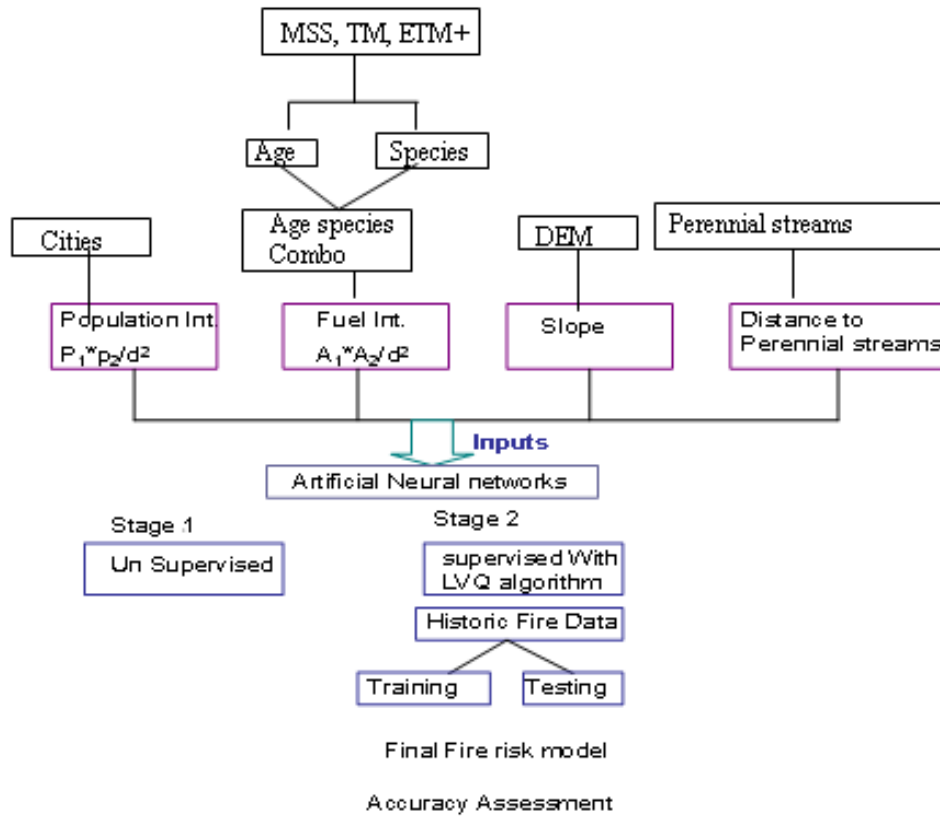 MSS, TM, ETM+
Age
Species
Cities
Age species
Combo
DEM
Perennial streams
Population Int.
P₁*p₂/d²
Fuel Int.
A₁*A₂/d²
Slope
Distance to
Perennial streams
Inputs
Artificial Neural networks
Stage 1
Stage 2
Un Supervised
supervised With
LVQ algorithm
Historic Fire Data
Training
Testing
Final Fire risk model
Accuracy Assessment